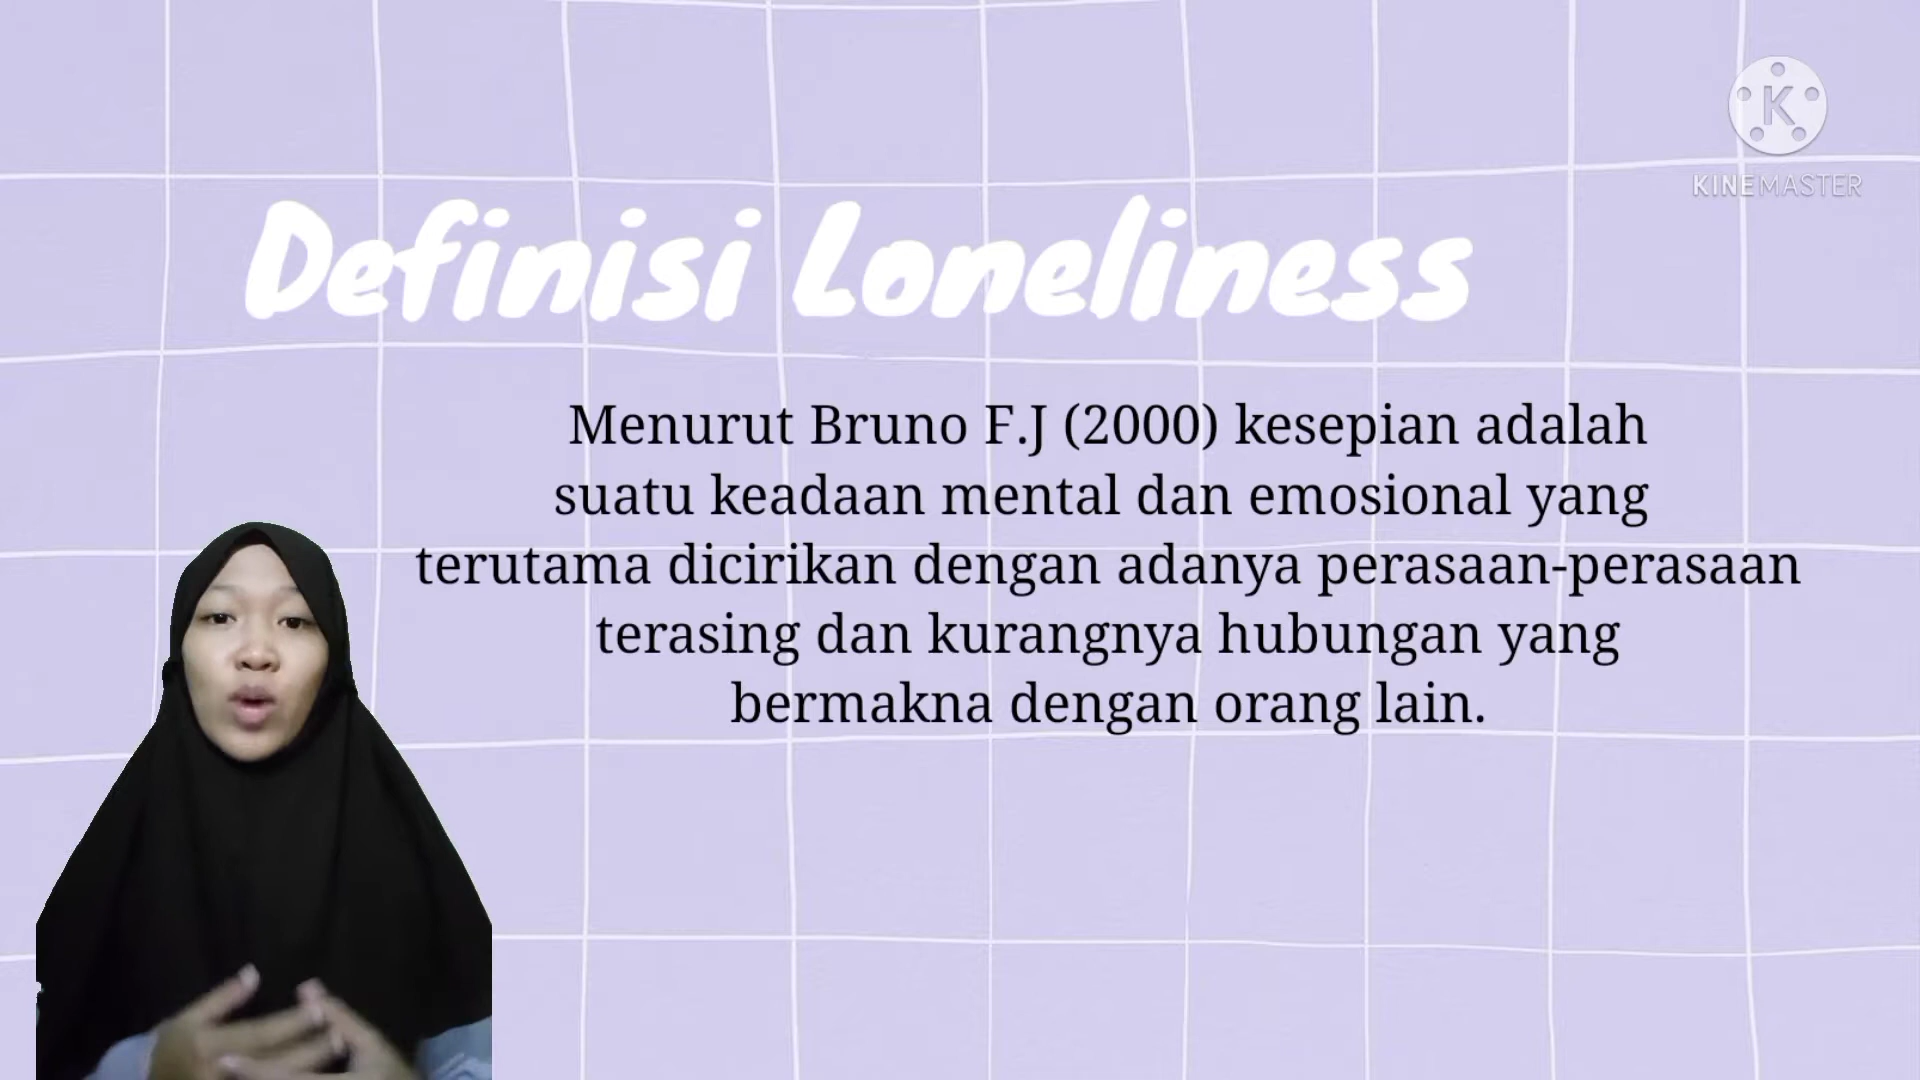 K
KINEMASTER
Definisi Loneliness
Menurut Bruno F.J (2000) kesepian adalah
suatu keadaan mental dan emosional yang
terutama dicirikan dengan adanya perasaan-perasaan
terasing dan kurangnya hubungan yang
bermakna dengan orang lain.